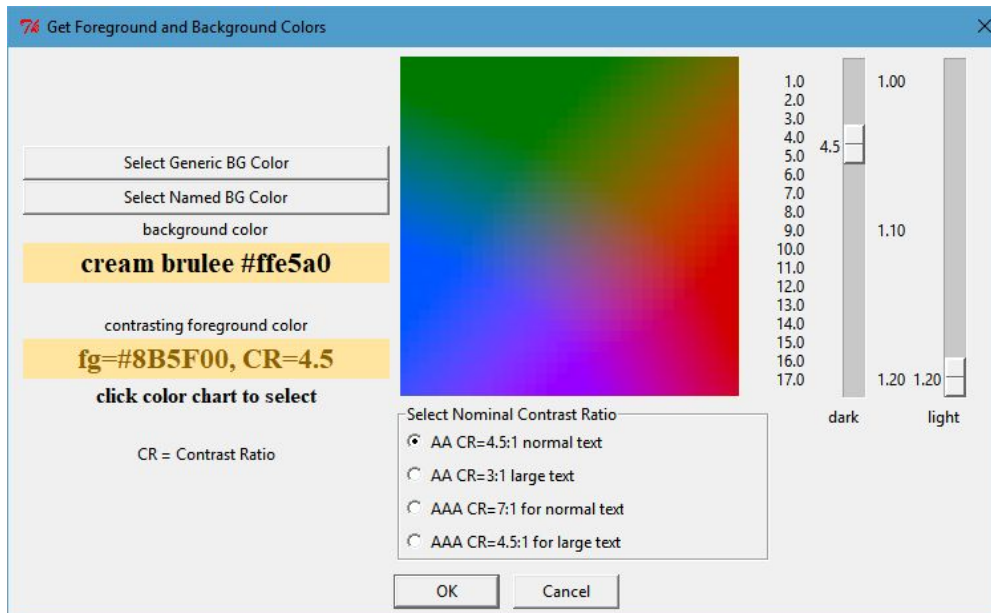 Get Foreground and Background Colors
Select Generic BG Color
Select Named BG Color
background color
cream brulee #ffe5a0
contrasting foreground color
fg=#8B5F00, CR=4.5
click color chart to select
CR = Contrast Ratio
Select Nominal Contrast Ratio
AA CR=4.5:1 normal text
AA CR=3:1 large text
AAA CR=7:1 for normal text
AAA CR=4.5:1 for large text
1.0
2.0
3.0
4.0
5.0
6.0
7.0
8.0
9.0
10.0
11.0
12.0
13.0
14.0
15.0
16.0
17.0
4.5
dark
1.00
1.10
1.20
1.20
light
OK
Cancel